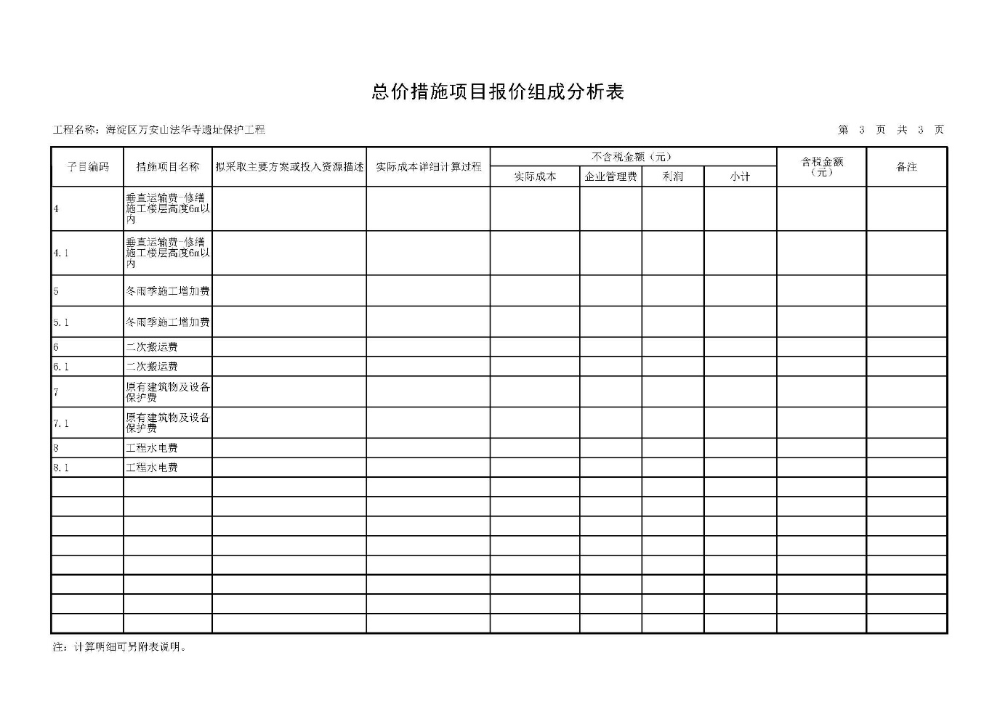 总价措施项目报价组成分析表
工程名称：海淀区万安山法华寺遗址保护工程
第 3 页 共 3 页
子目编码 措施项目名称 拟采取主要方案或投入资源描述 实际成本详细计算过程 不含税金额（元） 含税金额（元） 备注
实际成本 企业管理费 利润 小计
4 垂直运输费-修缮
施工楼层高度6m以
内
4.1 垂直运输费-修缮
施工楼层高度6m以
内
5 冬雨季施工增加费
5.1 冬雨季施工增加费
6 二次搬运费
6.1 二次搬运费
7 原有建筑物及设备
保护费
7.1 原有建筑物及设备
保护费
8 工程水电费
8.1 工程水电费
注：计算明细可另附表说明。